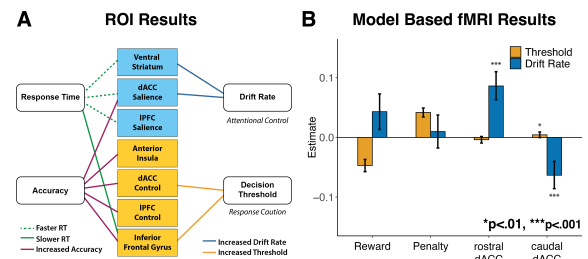 A
ROI Results
Ventral
Striatum
dACC
Salience
lPFC
Salience
Anterior
Insula
dACC
Control
lPFC
Control
Inferior
Frontal Gyrus
Response Time
Accuracy
Drift Rate
Attentional Control
Decision
Threshold
Response Caution
Faster RT
Slower RT
Increased Accuracy
Increased Drift Rate
Increased Threshold
B
Model Based fMRI Results
Threshold
Drift Rate
Estimate
0.1
0.0
−0.1
***
*
***
*p<.01, ***p<.001
Reward
Penalty
rostral
dACC
caudal
dACC